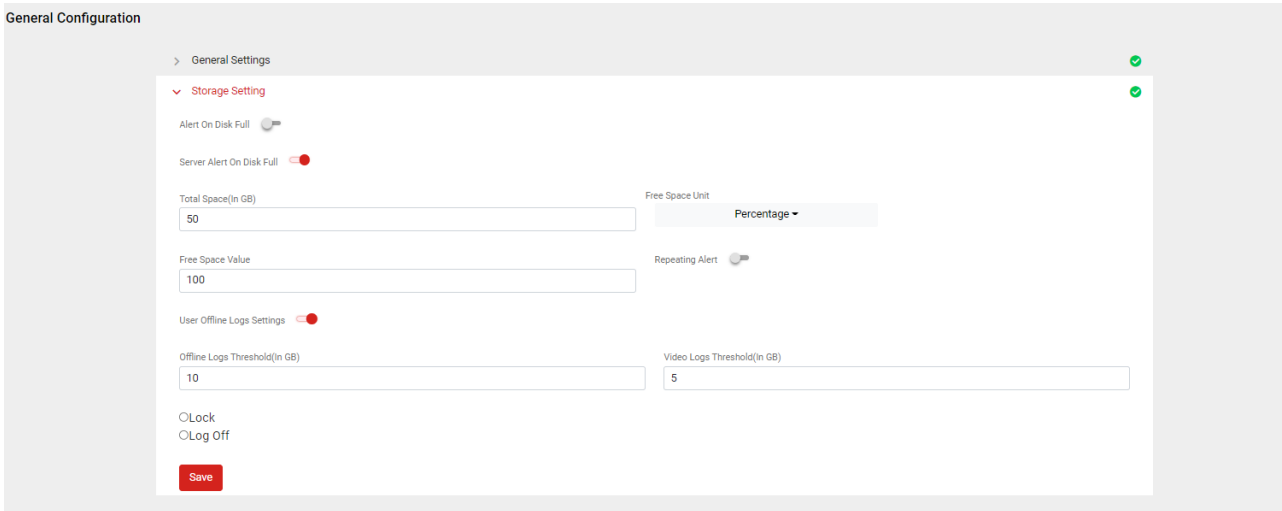 General Configuration
General Settings
Storage Setting
Alert On Disk Full
Server Alert On Disk Full
Total Space(In GB)
Free Space Unit
50
Percentage
Free Space Value
Repeating Alert
100
User Offline Logs Settings
Offline Logs Threshold(In GB)
Video Logs Threshold(In GB)
10
5
Lock
Log Off
Save